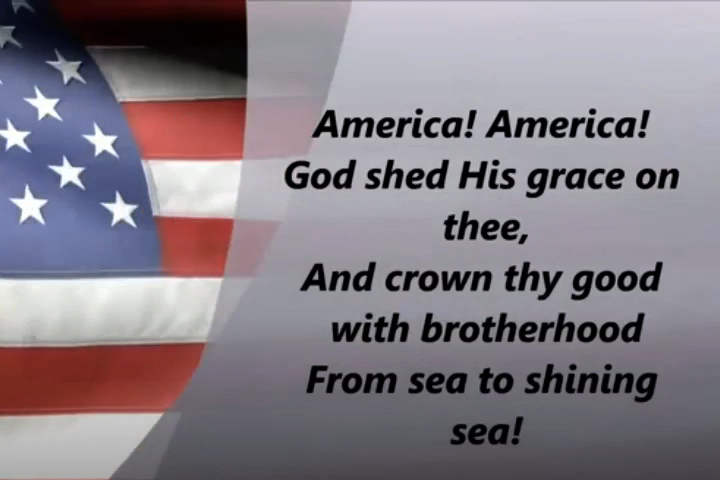 America! America!
God shed His grace on
thee,
And crown thy good
with brotherhood
From sea to shining
sea!